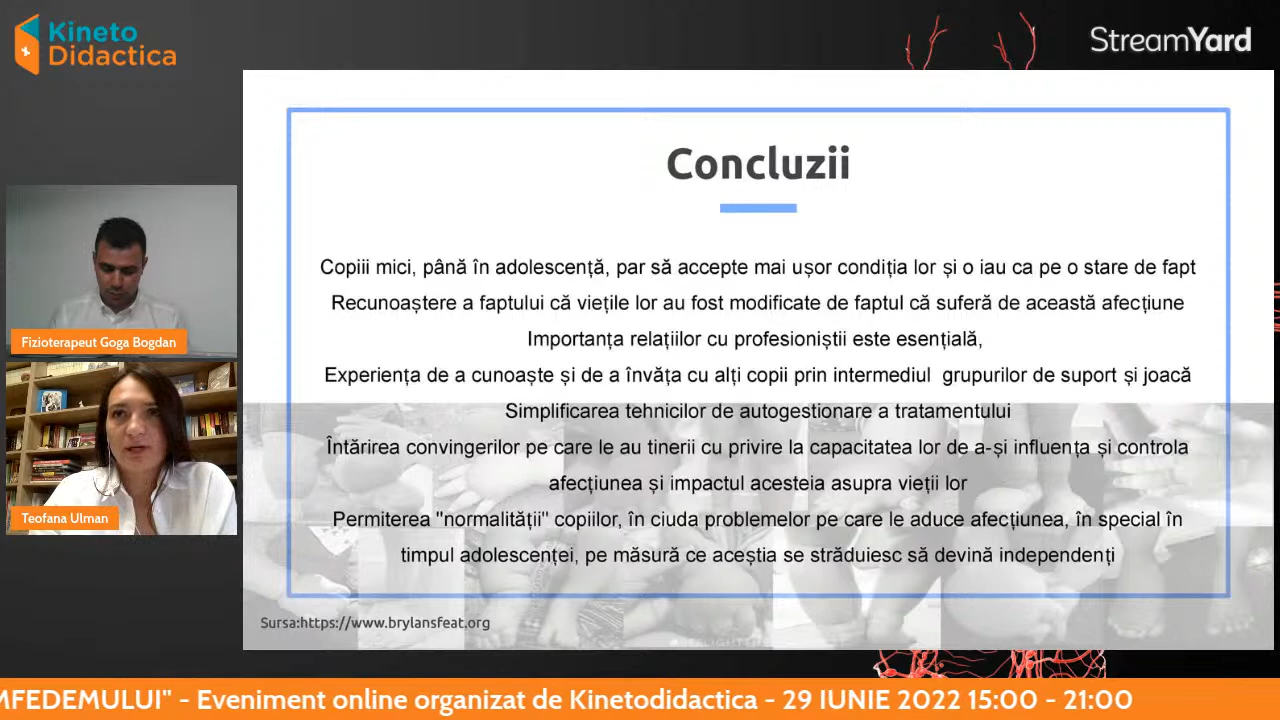 Kineto
Didactica
StreamYard
Concluzii
Copiii mici, până în adolescență, par să accepte mai ușor condiția lor și o iau ca pe o stare de fapt
Recunoaștere a faptului că viețile lor au fost modificate de faptul că suferă de această afecțiune
Importanța relațiilor cu profesioniștii este esențială,
Experiența de a cunoaște și de a învăța cu alți copii prin intermediul grupurilor de suport și joacă
Simplificarea tehnicilor de autogestionare a tratamentului
Întărirea convingerilor pe care le au tinerii cu privire la capacitatea lor de a-și influența și controla
afecțiunea și impactul acesteia asupra vieții lor
Permiterea "normalității" copiilor, în ciuda problemelor pe care le aduce afecțiunea, în special în
timpul adolescenței, pe măsură ce aceștia se străduiesc să devină independenți
Sursa:https://www.brylansfeat.org
Fizioterapeut Goga Bogdan
Teofana Ulman
MFEDEMULUI" - Eveniment online organizat de Kinetodidactica - 29 IUNIE 2022 15:00 - 21:00